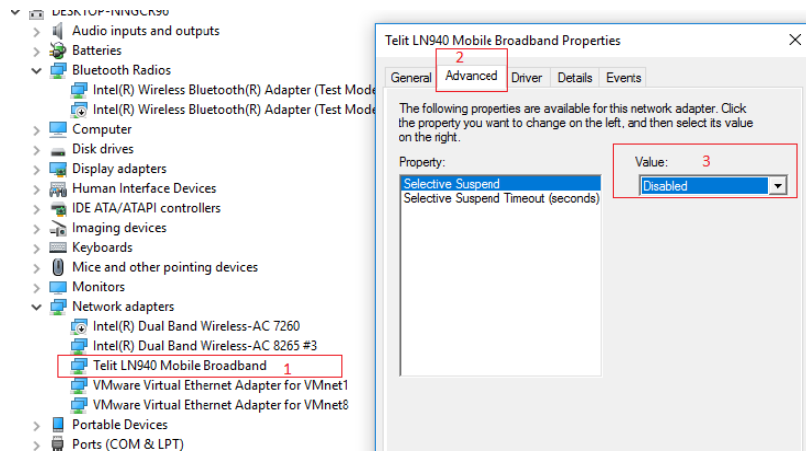 DESKTOP-NNGCR96
Audio inputs and outputs
Batteries
Bluetooth Radios
Intel(R) Wireless Bluetooth(R) Adapter (Test Mode
Intel(R) Wireless Bluetooth(R) Adapter (Test Mode
Computer
Disk drives
Display adapters
Human Interface Devices
IDE ATA/ATAPI controllers
Imaging devices
Keyboards
Mice and other pointing devices
Monitors
Network adapters
Intel(R) Dual Band Wireless-AC 7260
Intel(R) Dual Band Wireless-AC 8265 #3
Telit LN940 Mobile Broadband 1
VMware Virtual Ethernet Adapter for VMnet1
VMware Virtual Ethernet Adapter for VMnet8
Portable Devices
Ports (COM & LPT)
Telit LN940 Mobile Broadband Properties
2
General Advanced Driver Details Events
The following properties are available for this network adapter. Click
the property you want to change on the left, and then select its value
on the right.
Property:
Selective Suspend
Selective Suspend Timeout (seconds)
Value: 3
Disabled